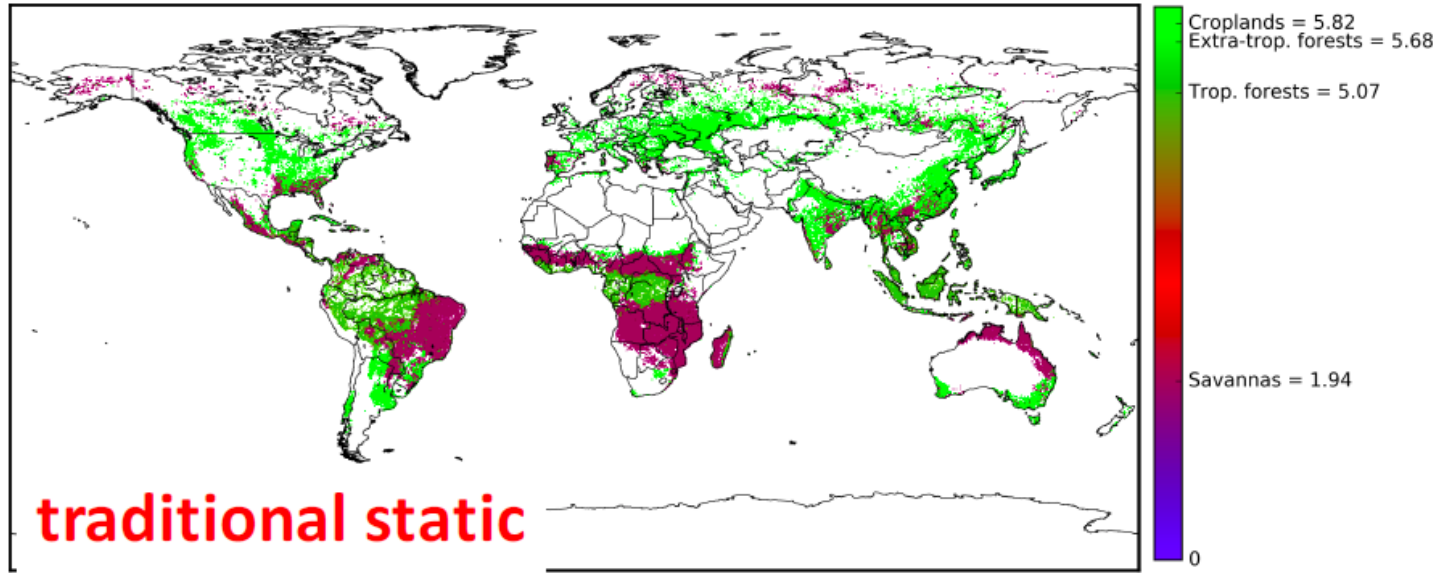 Croplands = 5.82
Extra-trop. forests = 5.68
Trop. forests = 5.07
Savannas = 1.94
0
traditional static